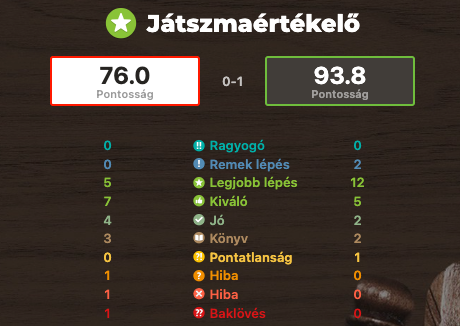 Játszmaértékelő
76.0 0-1 93.8
Pontosság Pontosság
0 !! Ragyogó 0
0 ! Remek lépés 2
5 Legjobb lépés 12
7 Kiváló 5
4 Jó 2
3 Könyv 2
0 ?! Pontatlanság 1
1 ? Hiba 0
1 Hiba 0
1 ?? Baklövés 0